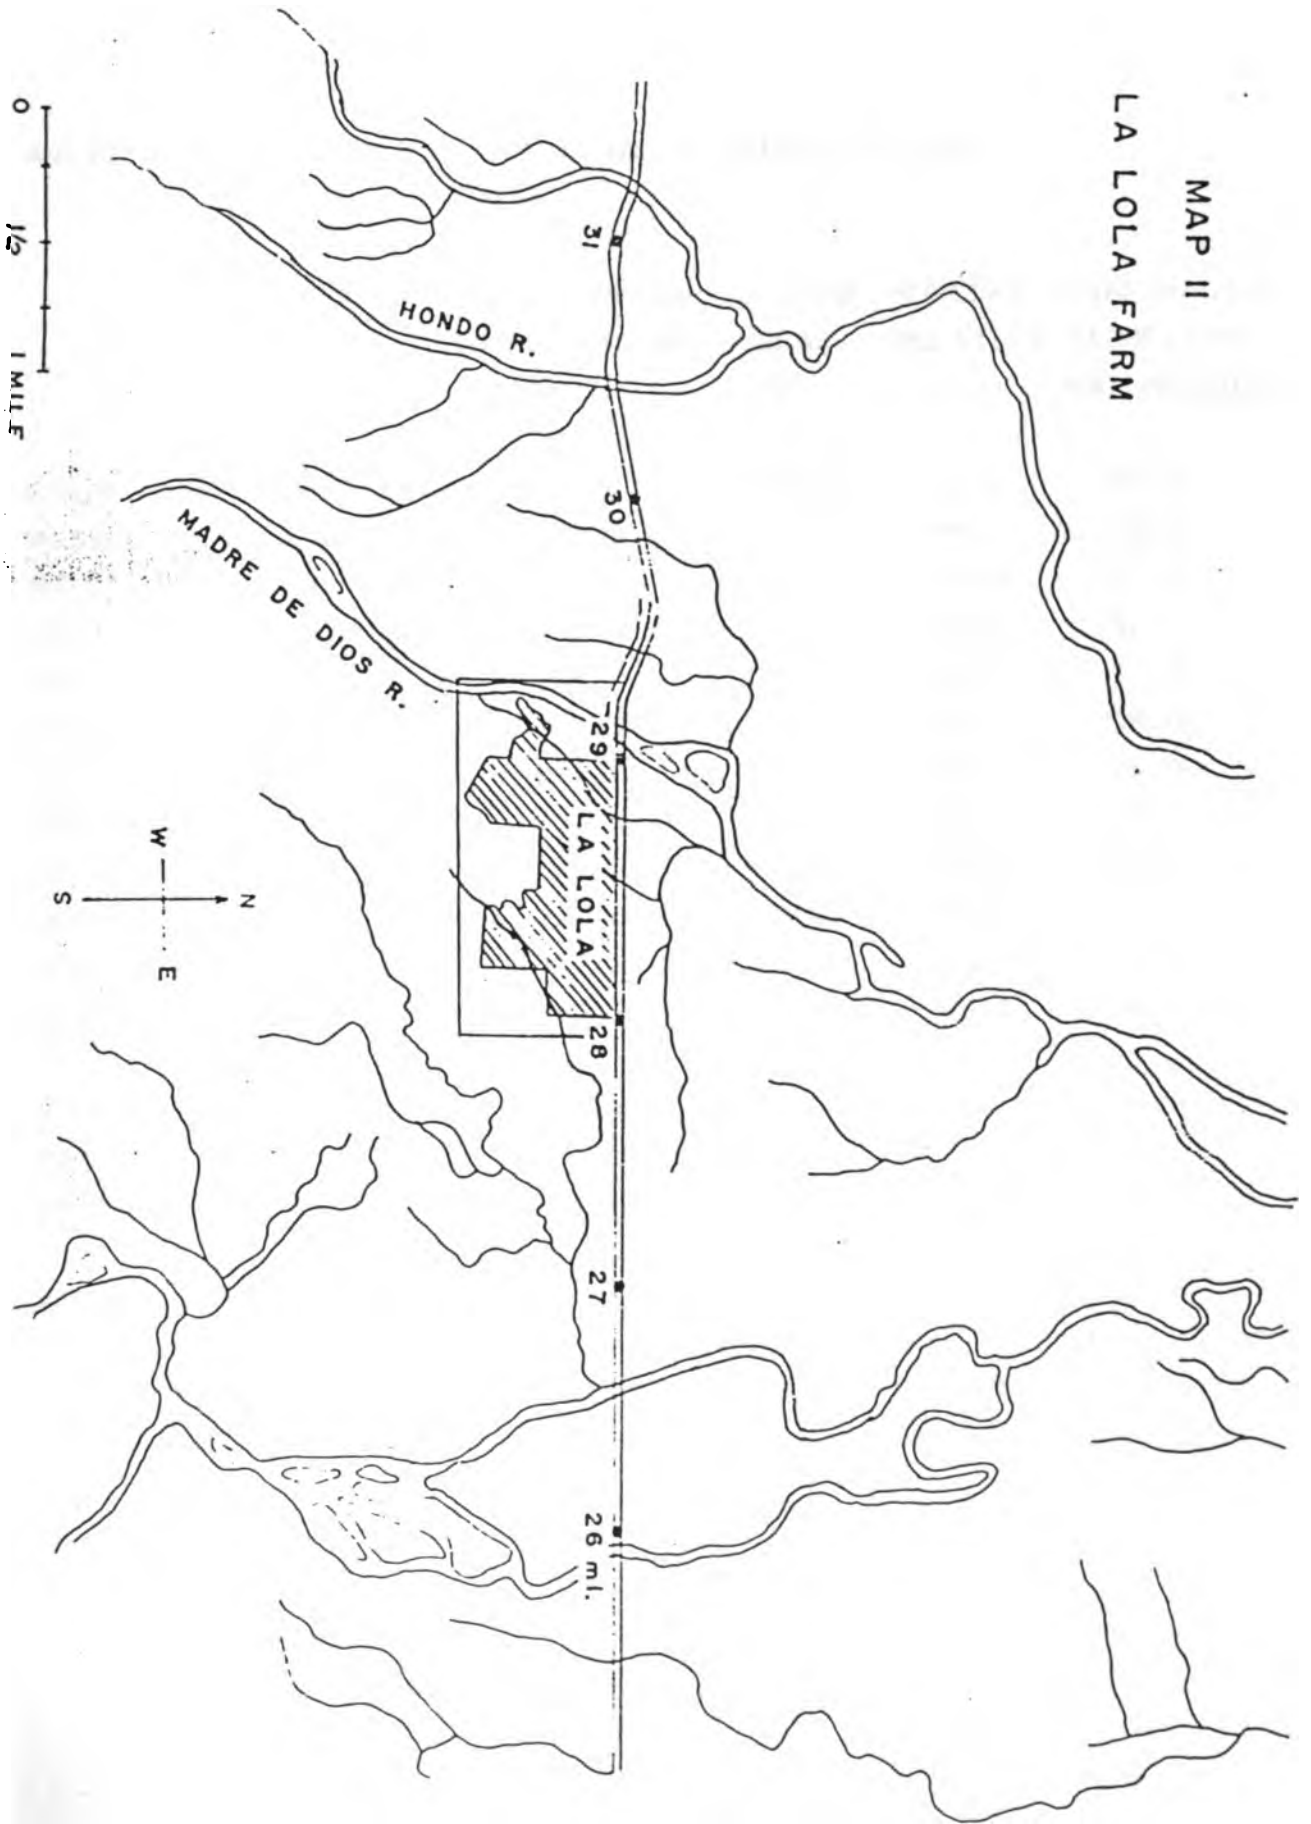 MAP II
LA LOLA FARM
31
HONDO R.
30
MADRE DE DIOS R.
29
LA LOLA
28
27
26 mi.
W
S
N
E
0
1/2
1 MILE